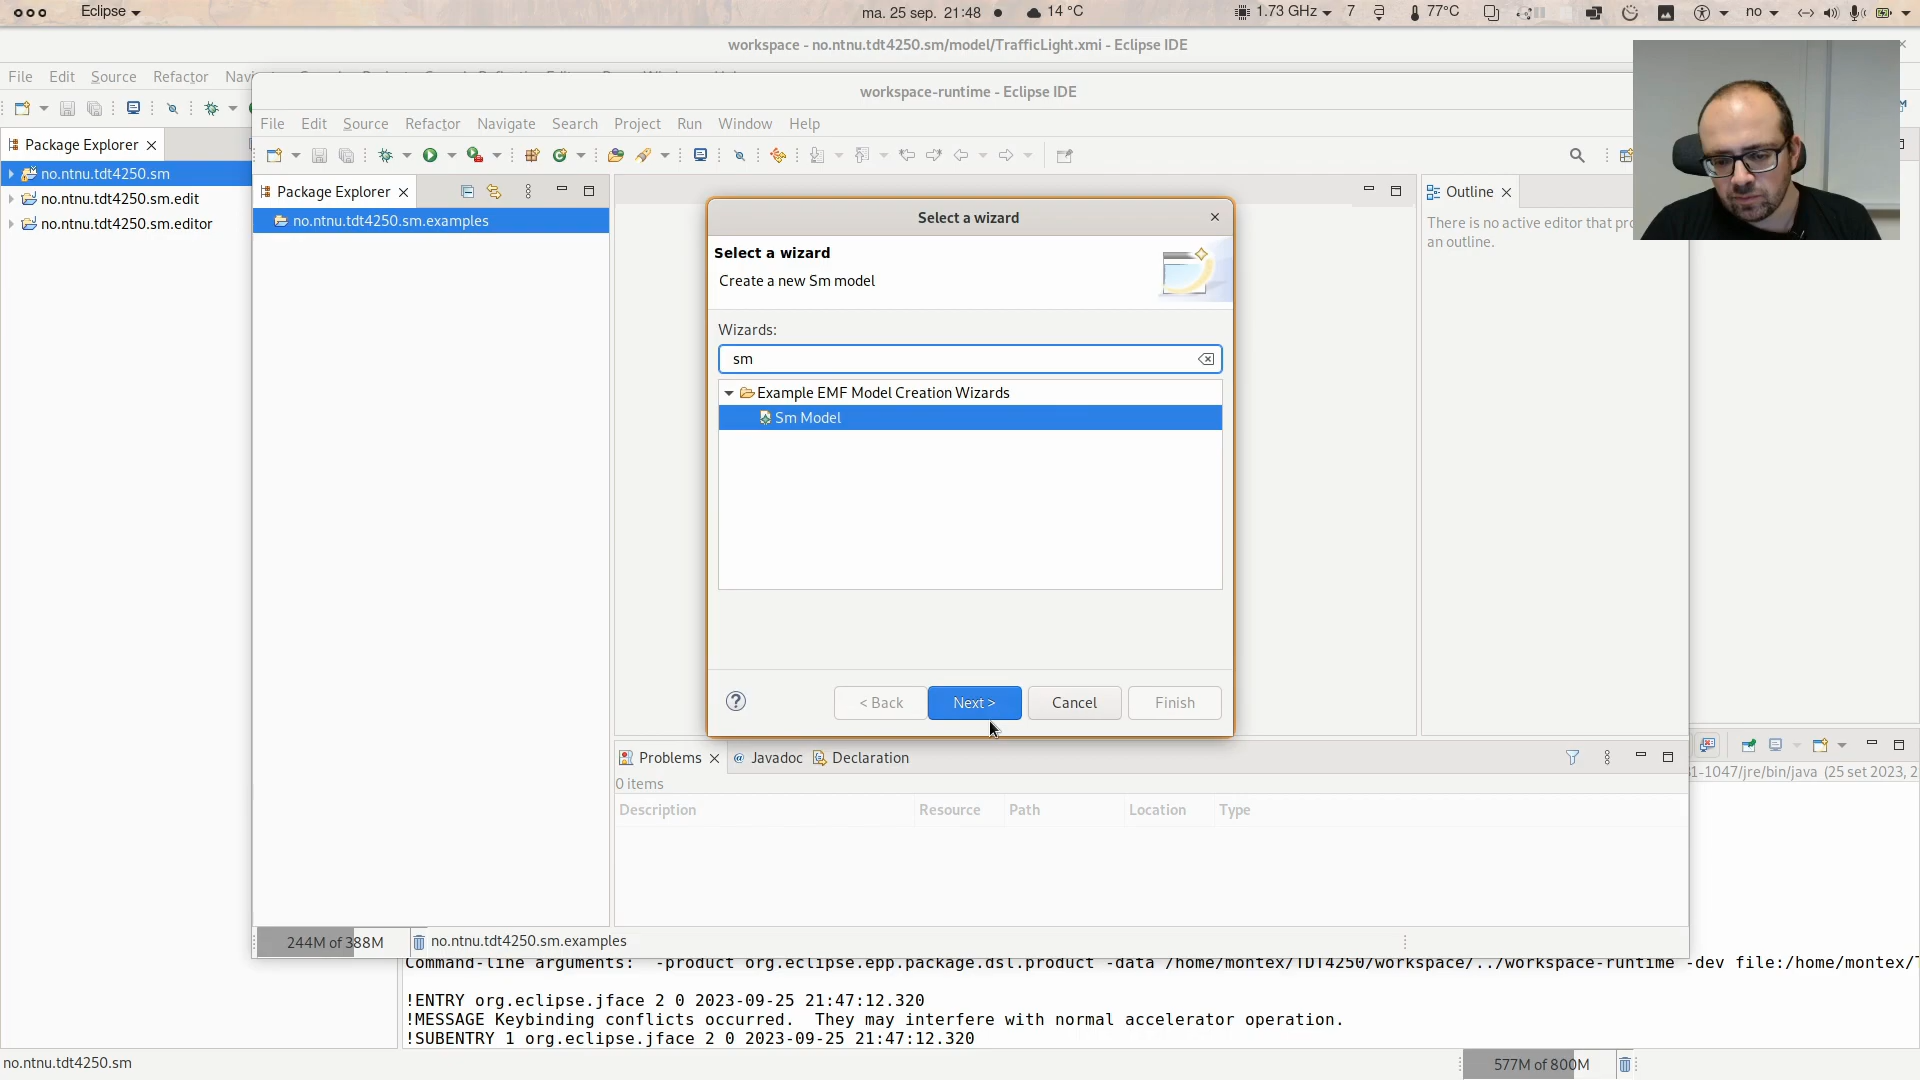 Eclipse
ma. 25 sep. 21:48
14 °C
1.73 GHz
7
77°C
no
workspace - no.ntnu.tdt4250.sm/model/TrafficLight.xmi - Eclipse IDE
File Edit Source Refactor
workspace-runtime - Eclipse IDE
File Edit Source Refactor Navigate Search Project Run Window Help
Package Explorer
no.ntnu.tdt4250.sm
no.ntnu.tdt4250.sm.edit
no.ntnu.tdt4250.sm.editor
Package Explorer
no.ntnu.tdt4250.sm.examples
Outline
There is no active editor that
an outline.
Select a wizard
Select a wizard
Create a new Sm model
Wizards:
sm
Example EMF Model Creation Wizards
Sm Model
?
< Back
Next >
Cancel
Finish
Problems
@ Javadoc
Declaration
0 items
Description Resource Path Location Type
1-1047/jre/bin/java (25 set 2023, 2
244M of 388M
no.ntnu.tdt4250.sm.examples
Command-line arguments:  -product org.eclipse.epp.package.dsl.product -data /home/montex/TDT4250/workspace/../workspace-runtime -dev file:/home/montex/
!ENTRY org.eclipse.jface 2 0 2023-09-25 21:47:12.320
!MESSAGE Keybinding conflicts occurred.  They may interfere with normal accelerator operation.
!SUBENTRY 1 org.eclipse.jface 2 0 2023-09-25 21:47:12.320
no.ntnu.tdt4250.sm
577M of 800M